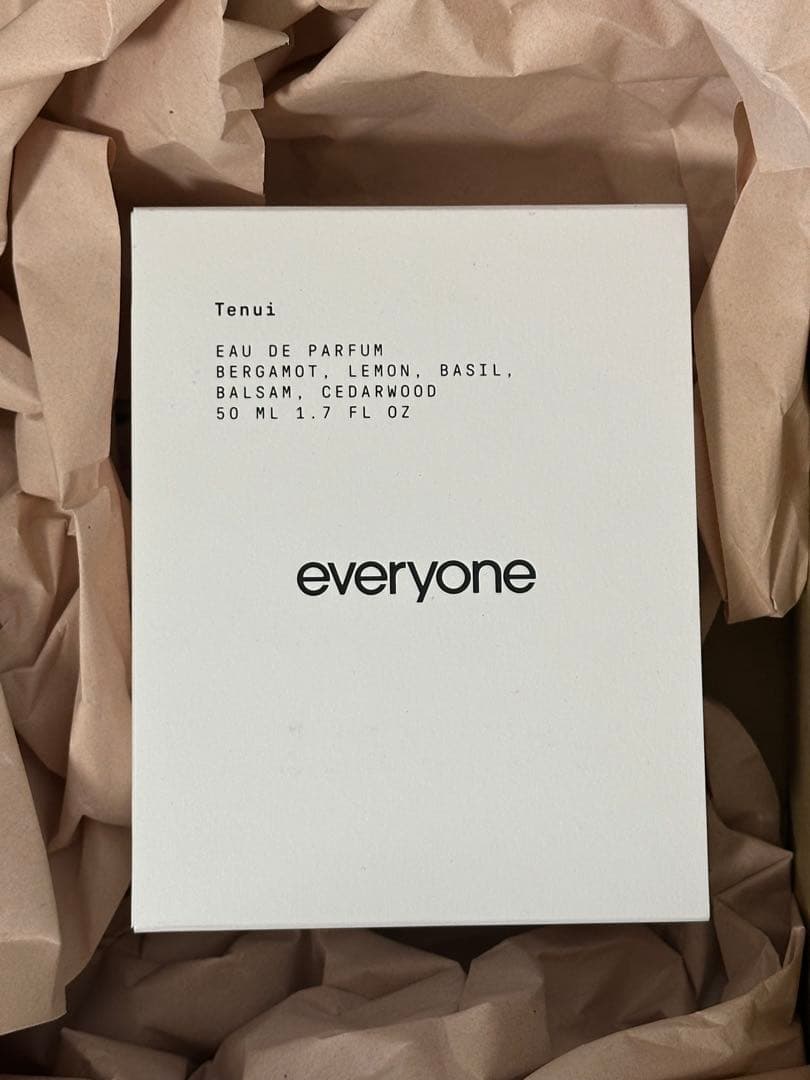 Tenui
EAU DE PARFUM
BERGAMOT, LEMON, BASIL,
BALSAM, CEDARWOOD
50 ML 1.7 FL OZ
everyone